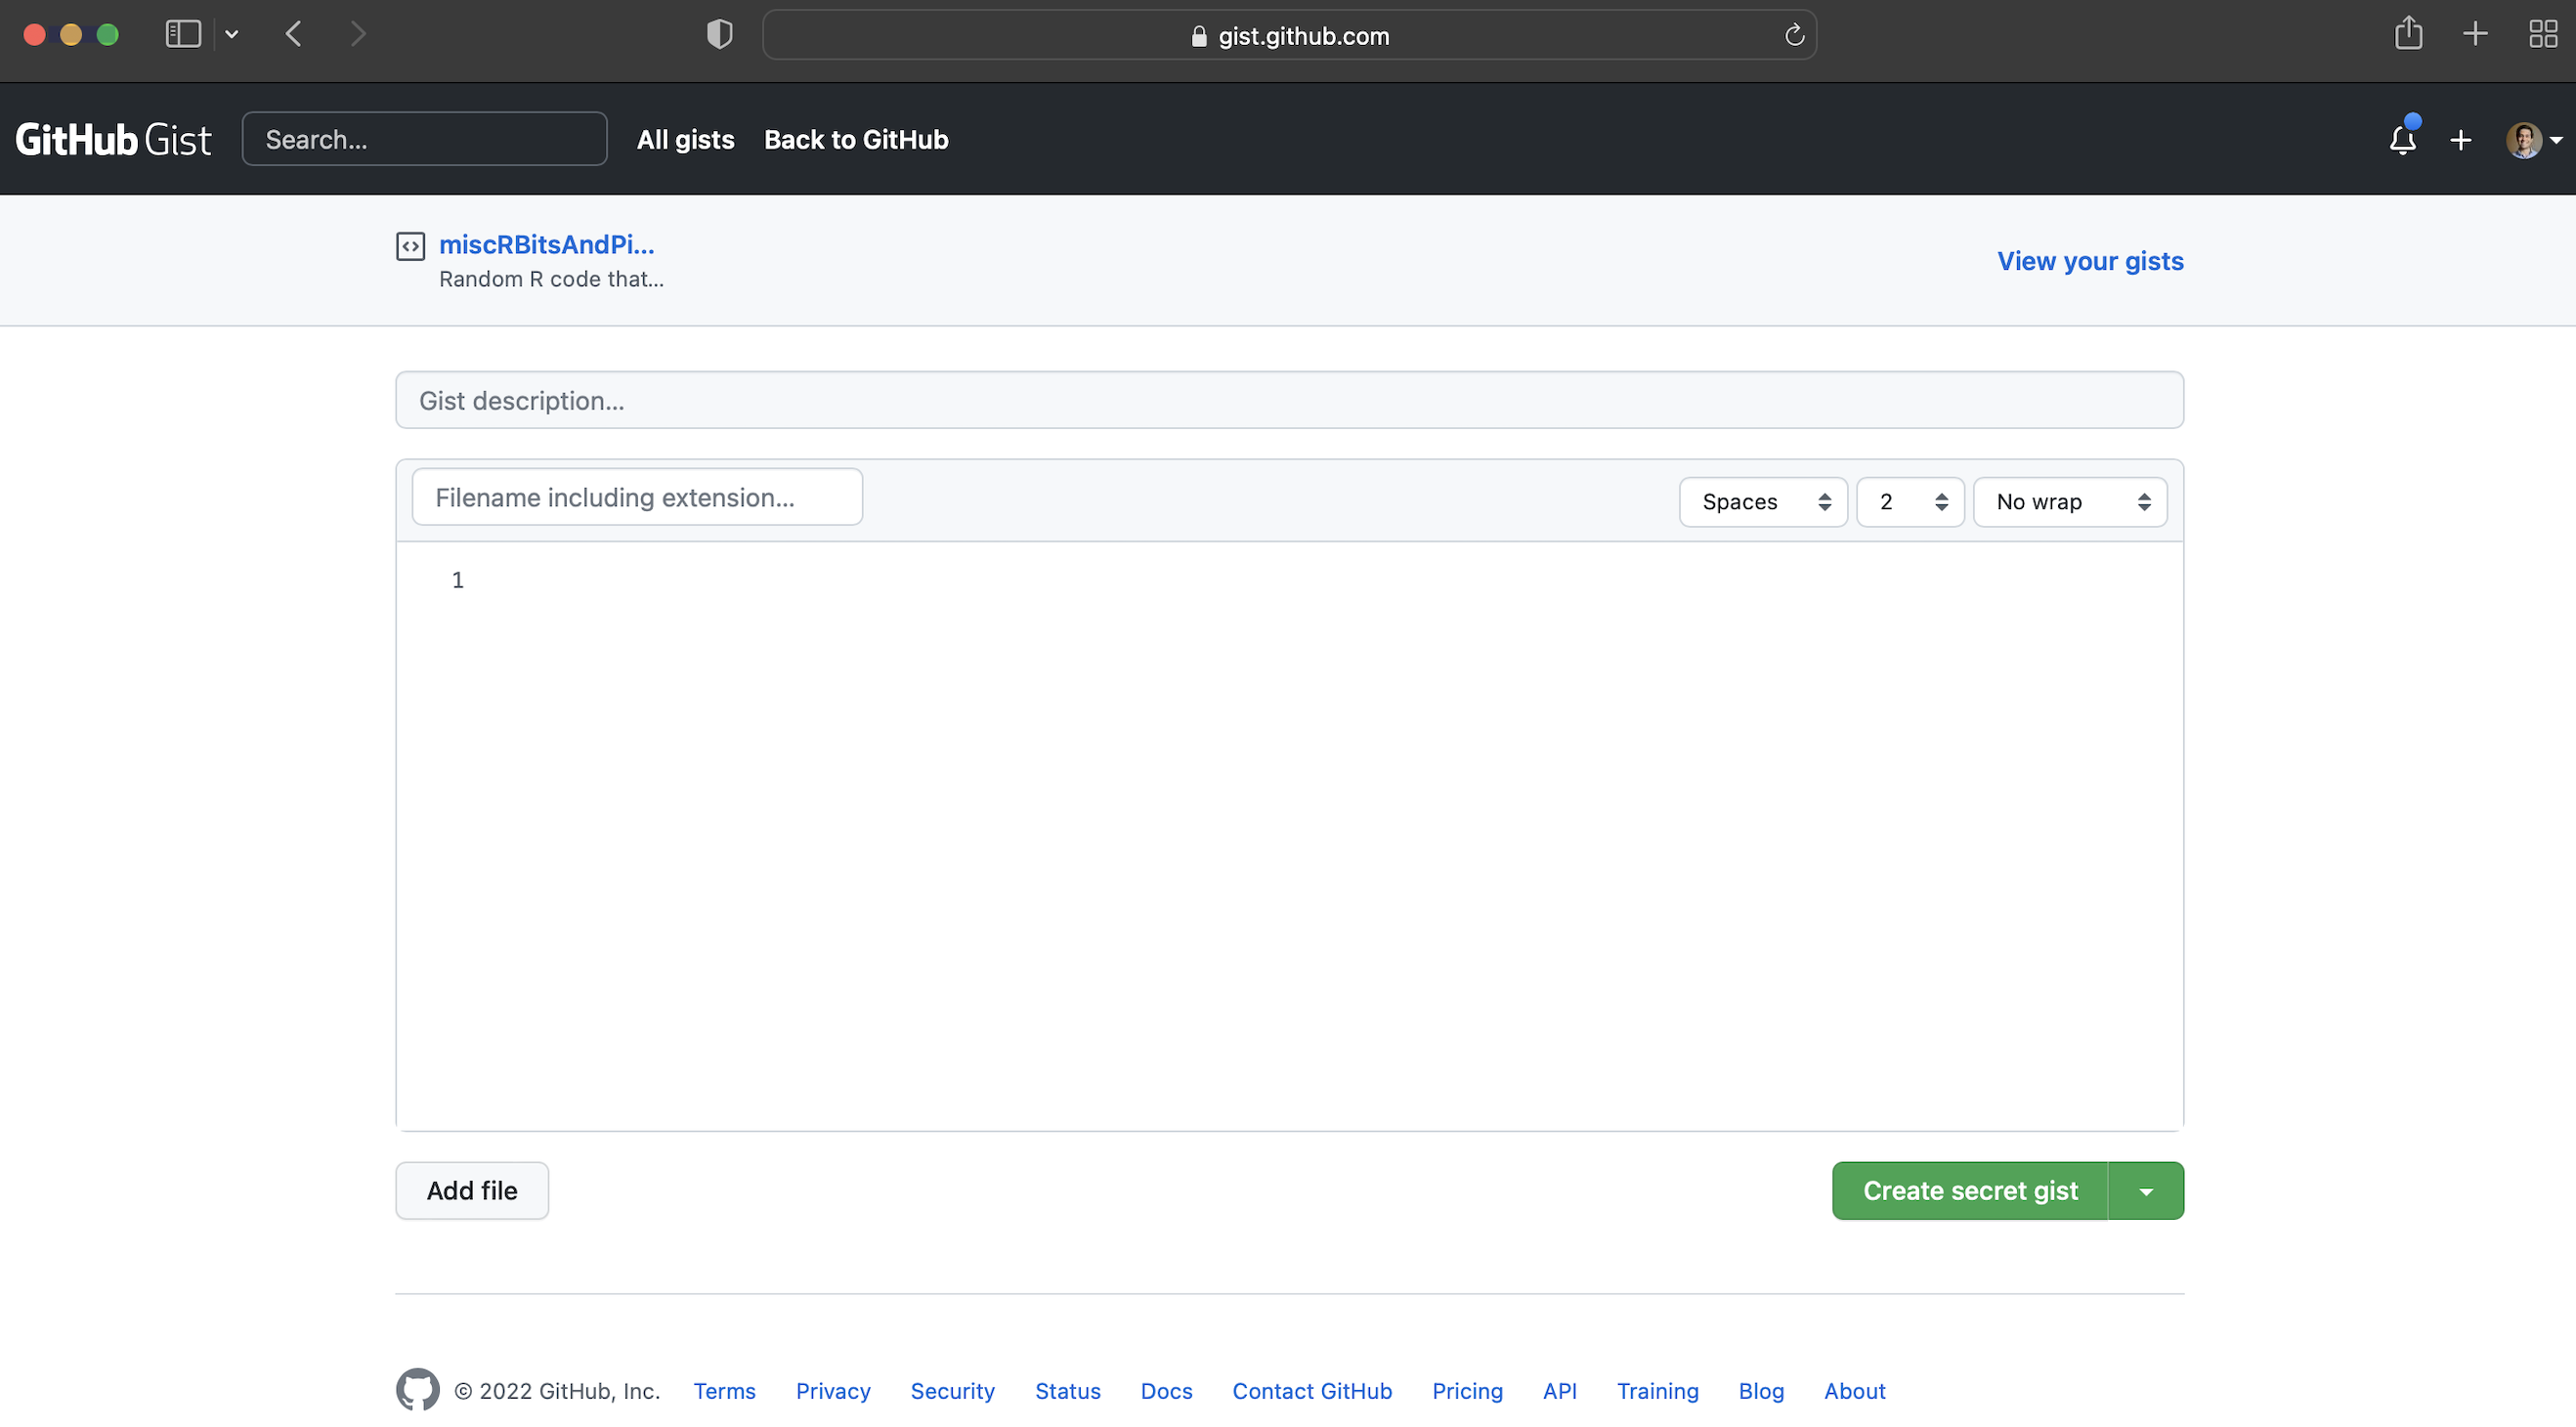 gist.github.com
GitHub Gist Search... All gists Back to GitHub
miscRBitsAndPi...
Random R code that...
View your gists
Gist description...
Filename including extension... Spaces 2 No wrap
1
Add file Create secret gist
© 2022 GitHub, Inc. Terms Privacy Security Status Docs Contact GitHub Pricing API Training Blog About